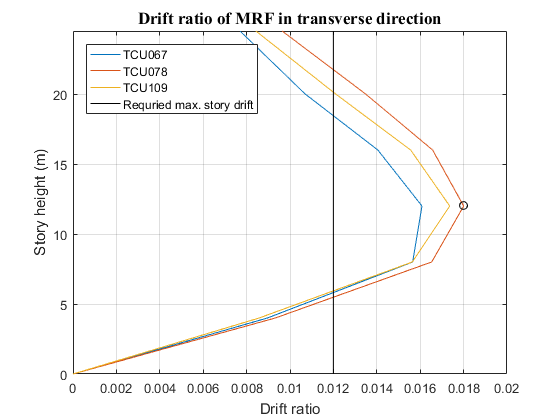 Drift ratio of MRF in transverse direction
TCU067
TCU078
TCU109
Requried max. story drift
Story height (m)
20
15
10
5
0
0 0.002 0.004 0.006 0.008 0.01 0.012 0.014 0.016 0.018 0.02
Drift ratio